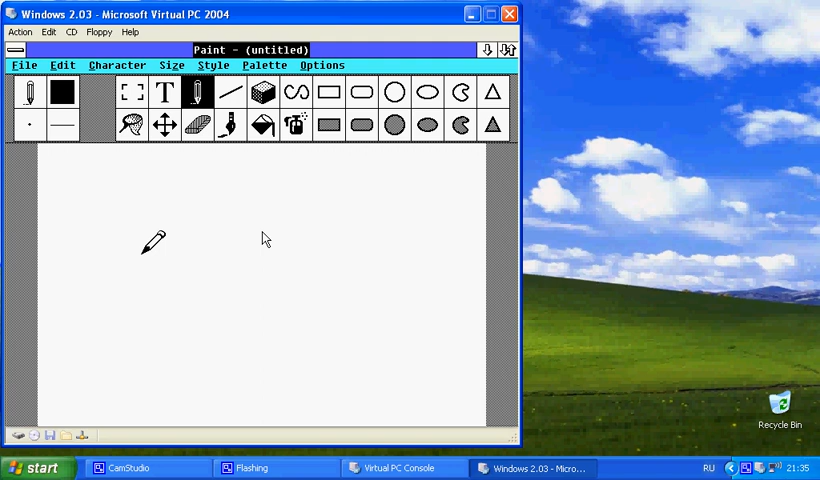 Windows 2.03 - Microsoft Virtual PC 2004
Action Edit CD Floppy Help
Paint - (untitled)
File Edit Character Size Style Palette Options
T
Recycle Bin
start CamStudio Flashing Virtual PC Console Windows 2.03 - Micro... RU 21:35